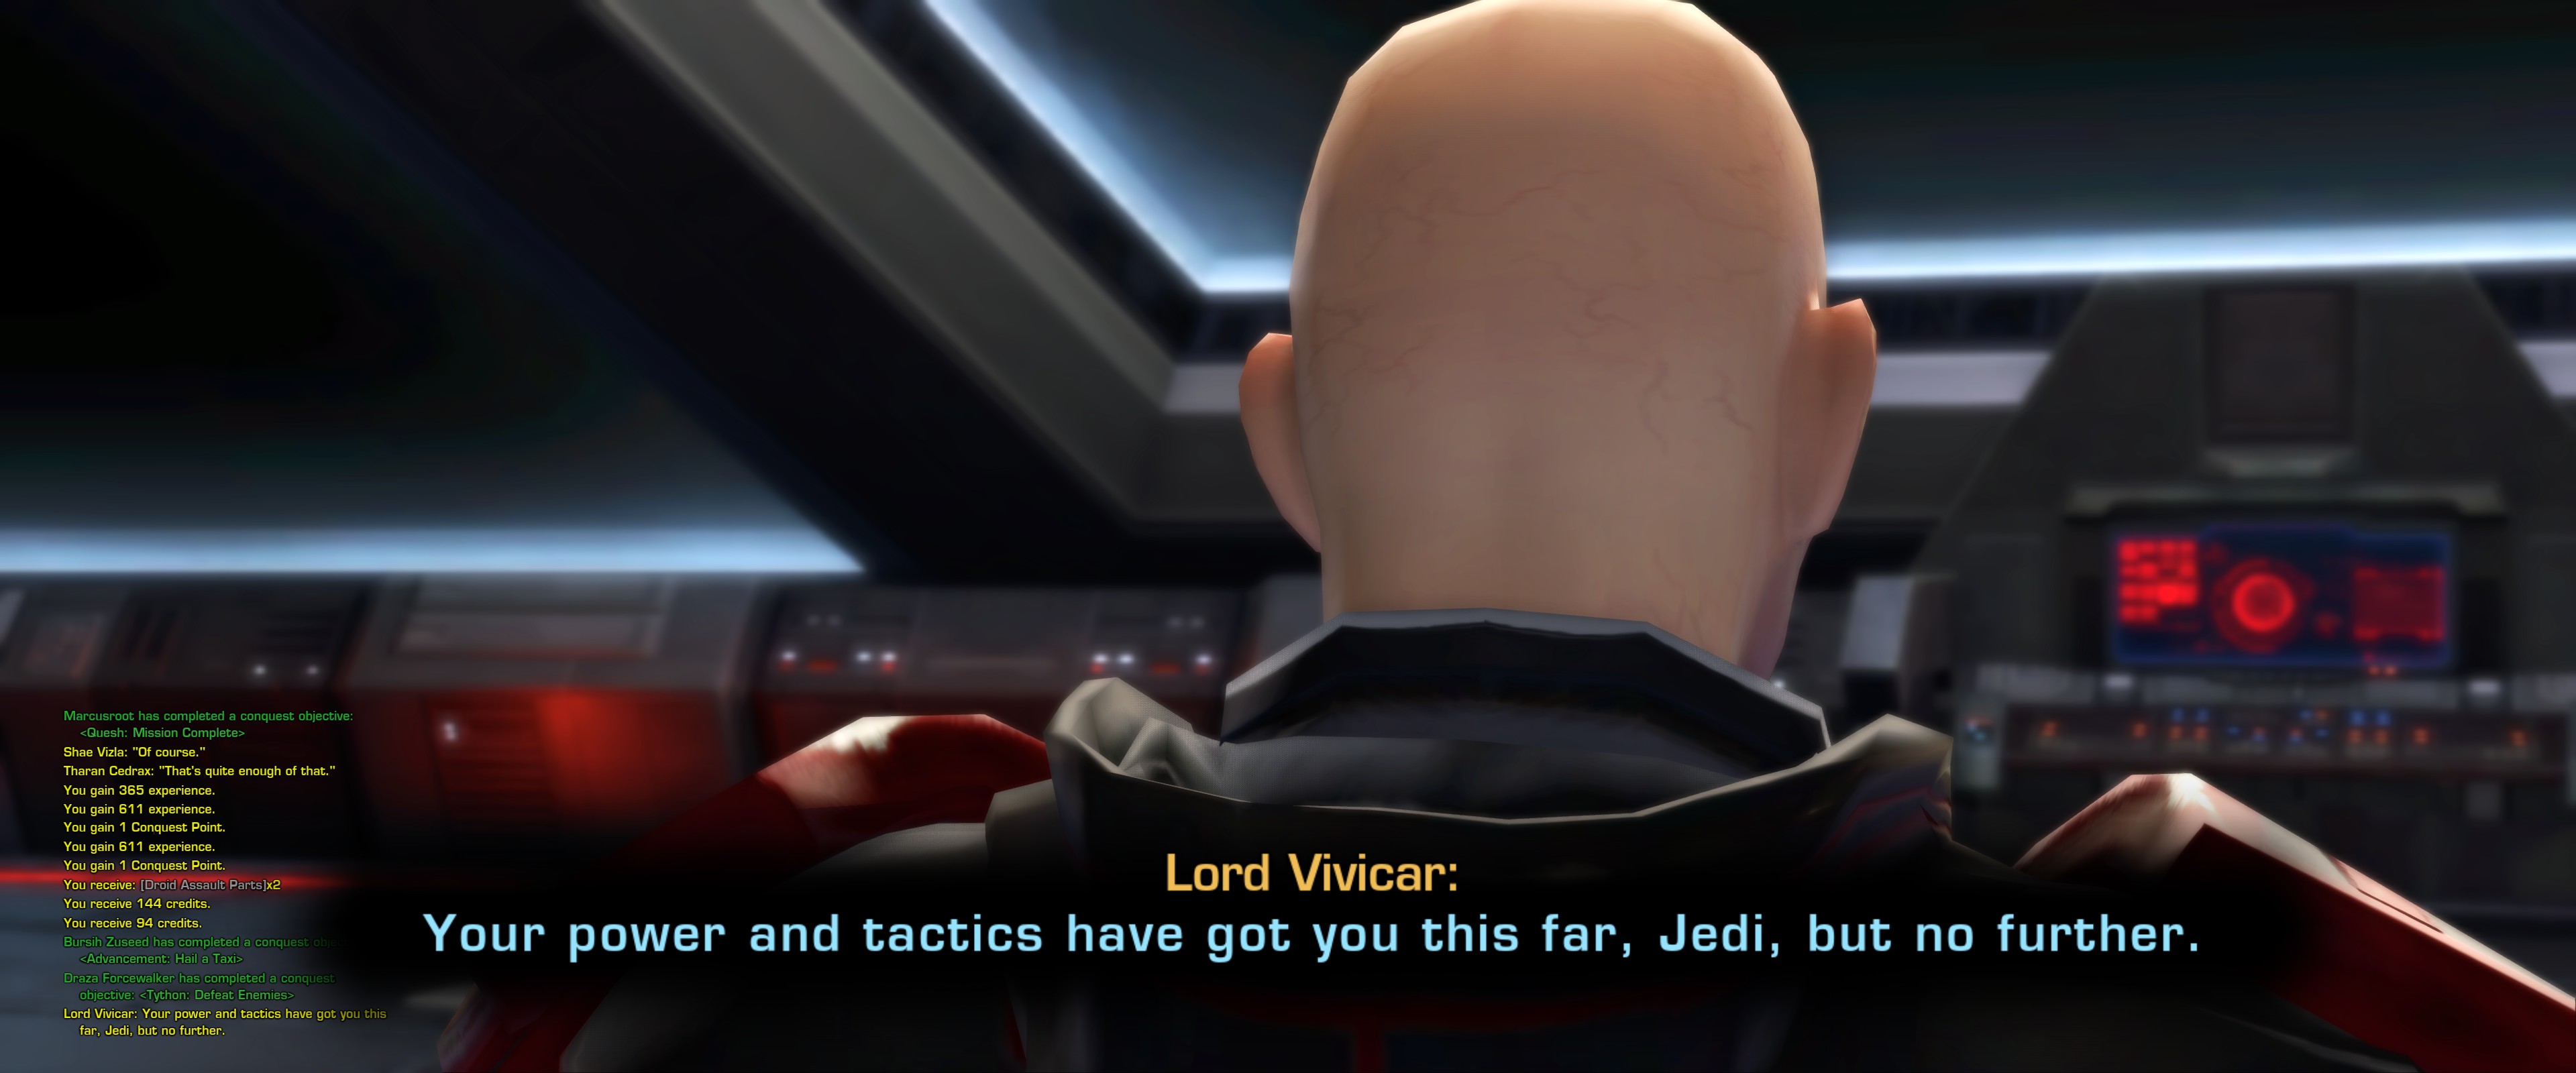 Marcusroot has completed a conquest objective:
<Quesh: Mission Complete>
Shae Vizla: "Of course."
Tharan Cedrax: "That's quite enough of that."
You gain 365 experience.
You gain 611 experience.
You gain 1 Conquest Point.
You gain 611 experience.
You gain 1 Conquest Point.
You receive: [Droid Assault Parts]x2
You receive 144 credits.
You receive 94 credits.
Bursih Zuseed has completed a conquest
<Advancement: Hail a Taxi>
Draza Forcewalker has completed a conquest
objective: <Tython: Defeat Enemies>
Lord Vivicar: Your power and tactics have got you this
far, Jedi, but no further.
Lord Vivicar:
Your power and tactics have got you this far, Jedi, but no further.